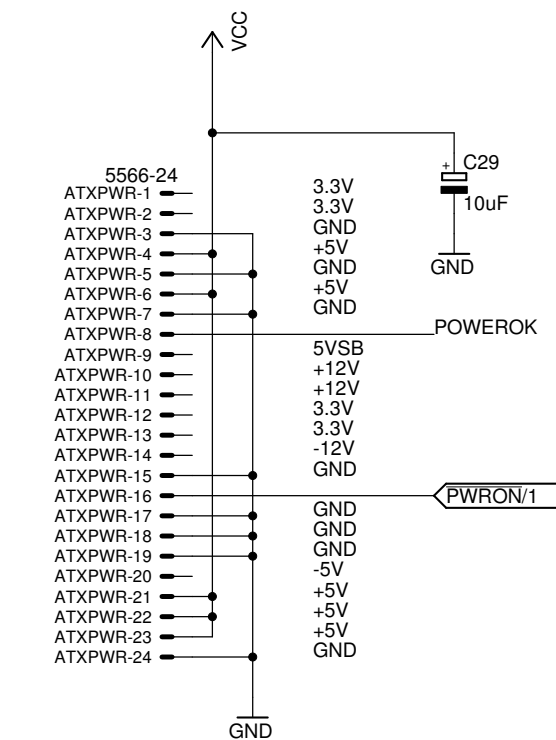 VCC
C29
+
10uF
GND
5566-24
ATXPWR-1 3.3V
ATXPWR-2 3.3V
ATXPWR-3 GND
ATXPWR-4 +5V
ATXPWR-5 GND
ATXPWR-6 +5V
ATXPWR-7 GND
ATXPWR-8 POWEROK
ATXPWR-9 5VSB
ATXPWR-10 +12V
ATXPWR-11 +12V
ATXPWR-12 3.3V
ATXPWR-13 3.3V
ATXPWR-14 -12V
ATXPWR-15 GND
ATXPWR-16 PWRON/1
ATXPWR-17 GND
ATXPWR-18 GND
ATXPWR-19 GND
ATXPWR-20 -5V
ATXPWR-21 +5V
ATXPWR-22 +5V
ATXPWR-23 +5V
ATXPWR-24 GND
GND